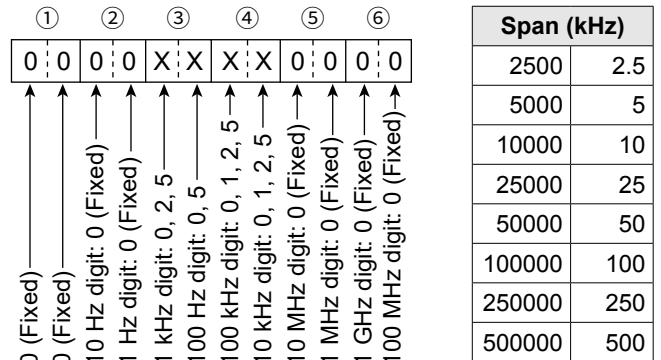 ① ② ③ ④ ⑤ ⑥
0 0 0 0 X X X X 0 0 0 0
0 (Fixed)
0 (Fixed)
10 Hz digit: 0 (Fixed)
1 Hz digit: 0 (Fixed)
1 kHz digit: 0, 2, 5
100 Hz digit: 0, 5
100 kHz digit: 0, 1, 2, 5
10 kHz digit: 0, 1, 2, 5
10 MHz digit: 0 (Fixed)
1 MHz digit: 0 (Fixed)
1 GHz digit: 0 (Fixed)
100 MHz digit: 0 (Fixed)
Span (kHz)
2500 2.5
5000 5
10000 10
25000 25
50000 50
100000 100
250000 250
500000 500